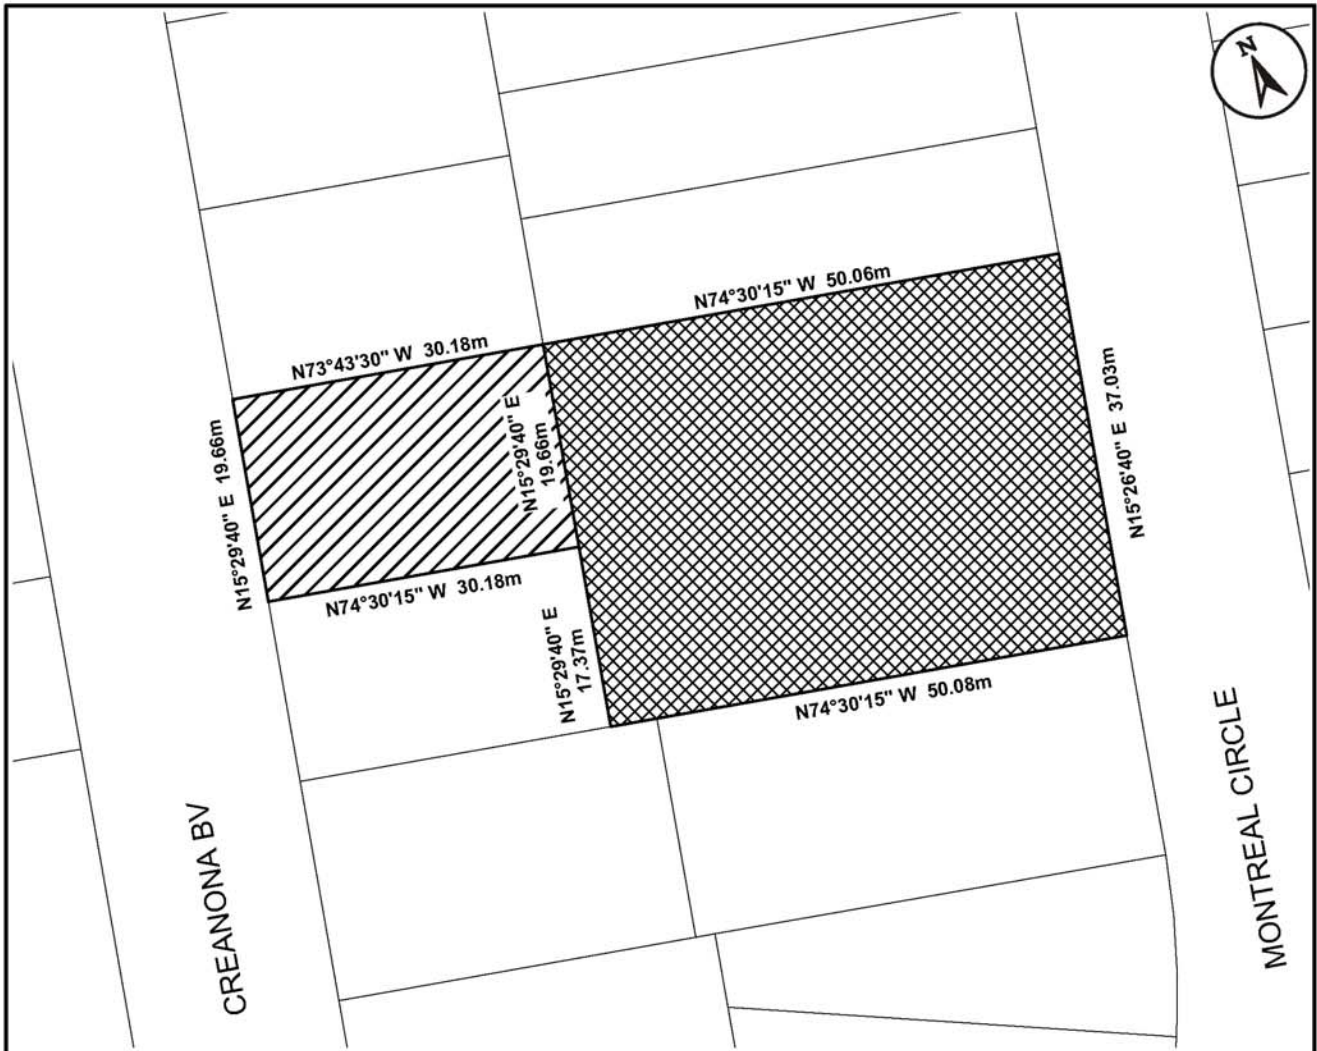 N
N74°30'15" W 50.06m
N73°43'30" W 30.18m
N15°29'40" E 19.66m
N15°29'40" E
19.66m
N15°26'40" E 37.03m
N74°30'15" W 30.18m
N15°29'40" E
17.37m
N74°30'15" W 50.08m
CREANONA BV
MONTREAL CIRCLE